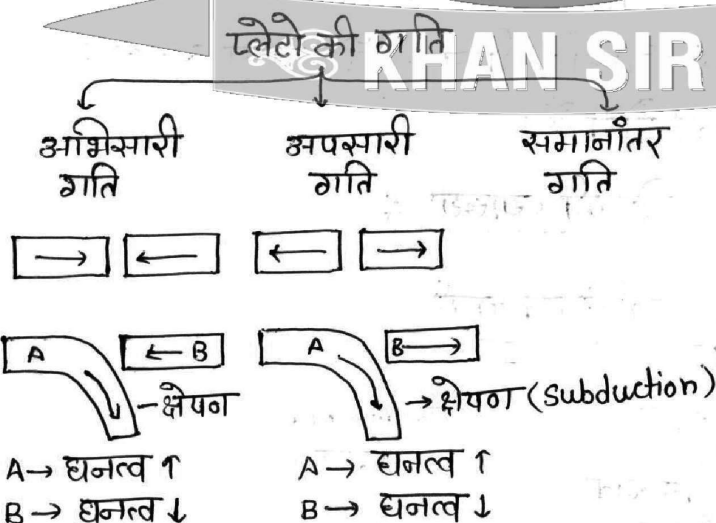 प्लेटो की गति
KHAN SIR
अभिसारी अपसारी समानांतर
गति गति गति
A ← B A B →
- क्षेपण → क्षेपण (Subduction)
A → घनत्व ↑ A → घनत्व ↑
B → घनत्व ↓ B → घनत्व ↓